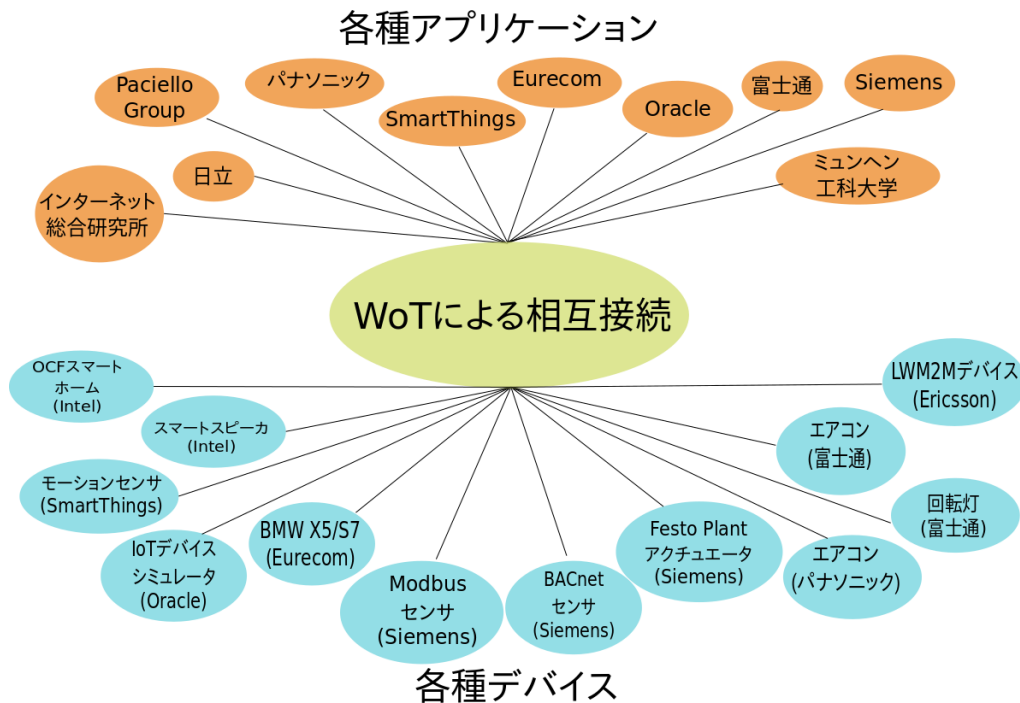 各種アプリケーション
Paciello
Group
パナソニック
SmartThings
Eurecom
Oracle
富士通
Siemens
インターネット
総合研究所
日立
ミュンヘン
工科大学
WoTによる相互接続
OCFスマート
ホーム
(Intel)
スマートスピーカ
(Intel)
モーションセンサ
(SmartThings)
IoTデバイス
シミュレータ
(Oracle)
BMW X5/S7
(Eurecom)
Modbus
センサ
(Siemens)
BACnet
センサ
(Siemens)
Festo Plant
アクチュエータ
(Siemens)
エアコン
(パナソニック)
回転灯
(富士通)
エアコン
(富士通)
LWM2Mデバイス
(Ericsson)
各種デバイス